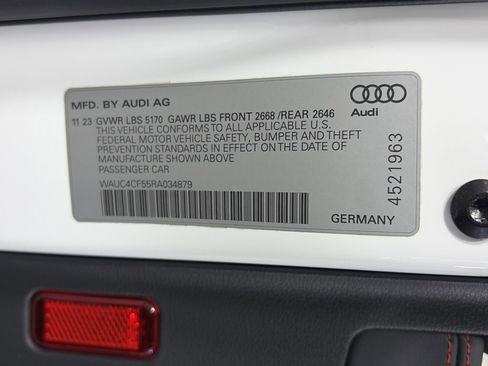 MFD. BY AUDI AG
11 23 GVWR LBS 5170 GAWR LBS FRONT 2668 /REAR 2646
THIS VEHICLE CONFORMS TO ALL APPLICABLE U.S.
FEDERAL MOTOR VEHICLE SAFETY, BUMPER AND THEFT
PREVENTION STANDARDS IN EFFECT ON THE DATE OF
MANUFACTURE SHOWN ABOVE
PASSENGER CAR
WAUC4CF55RA034879
Audi
4521963
GERMANY